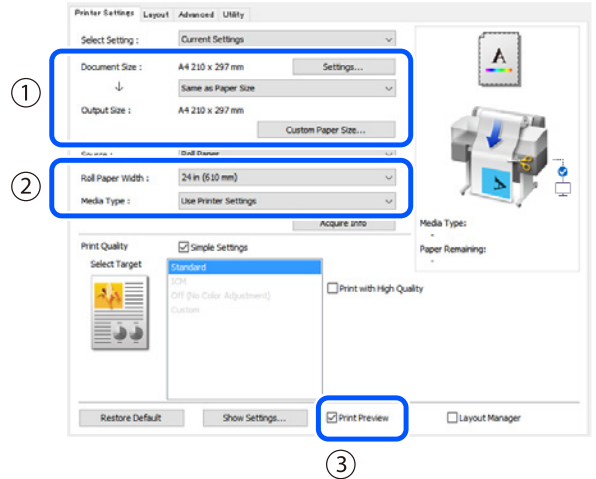 Printer Settings Layout Advanced Utility
Select Setting : Current Settings
Document Size : A4 210 x 297 mm Settings...
↓ Same as Paper Size
Output Size : A4 210 x 297 mm
Custom Paper Size...
①
Source : Roll Paper
②
Roll Paper Width : 24 in (610 mm)
Media Type : Use Printer Settings
Acquire Info
A
A
Media Type:
-
Paper Remaining:
-
Print Quality Simple Settings
Select Target
Standard
ICM
Off (No Color Adjustment)
Custom
Print with High Quality
Restore Default Show Settings... Print Preview Layout Manager
③